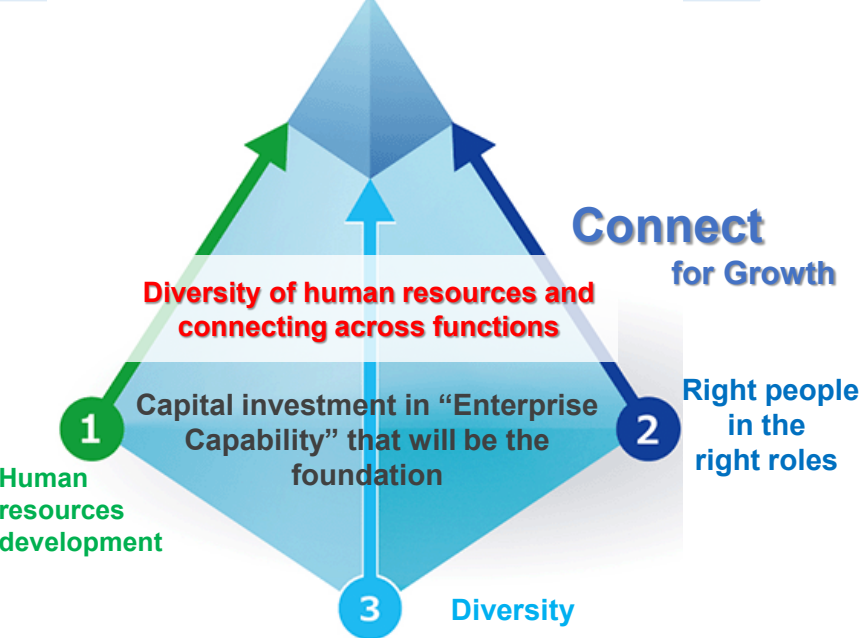 Connect
for Growth
Diversity of human resources and
connecting across functions
Capital investment in “Enterprise
Capability” that will be the
foundation
1
Human
resources
development
2
Right people
in the
right roles
3
Diversity